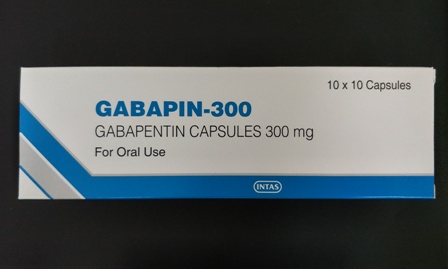 10 x 10 Capsules
GABAPIN-300
GABAPENTIN CAPSULES 300 mg
For Oral Use
INTAS